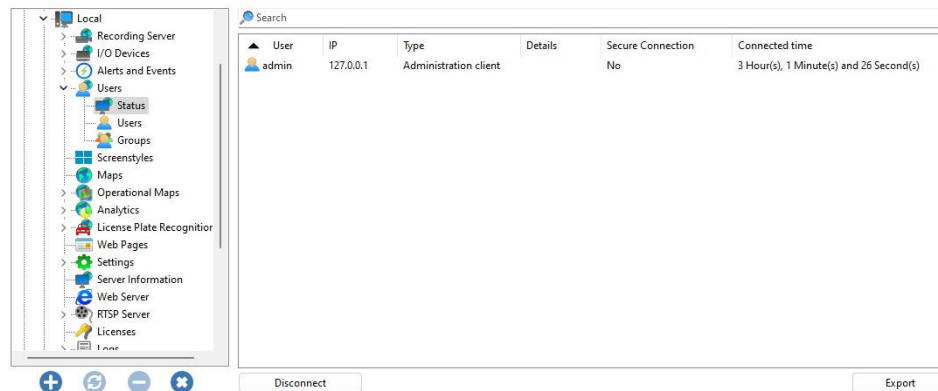 Local
Recording Server
I/O Devices
Alerts and Events
Users
Status
Users
Groups
Screenstyles
Maps
Operational Maps
Analytics
License Plate Recognition
Web Pages
Settings
Server Information
Web Server
RTSP Server
Licenses
Logs
Search
User IP Type Details Secure Connection Connected time
admin 127.0.0.1 Administration client No 3 Hour(s), 1 Minute(s) and 26 Second(s)
Disconnect Export